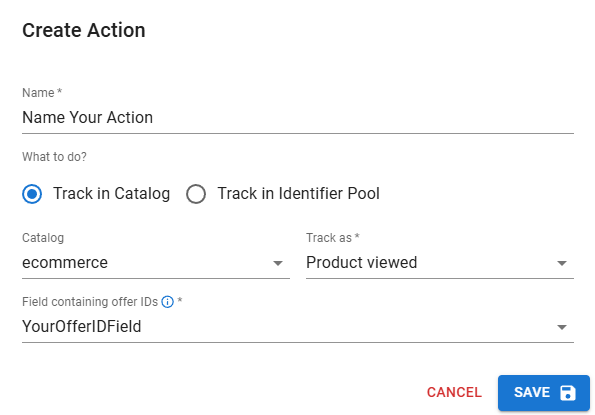 Create Action
Name *
Name Your Action
What to do?
Track in Catalog Track in Identifier Pool
Catalog Track as *
ecommerce Product viewed
Field containing offer IDs *
YourOfferIDField
CANCEL SAVE